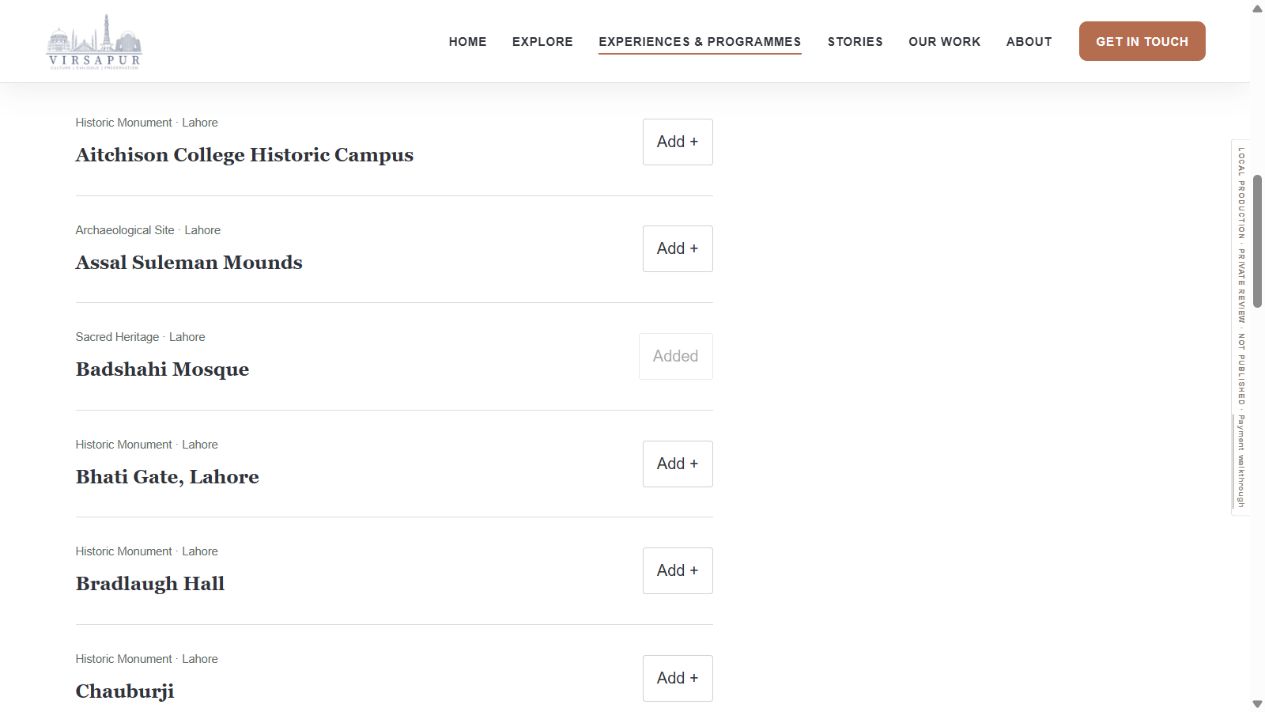 VIRSAPUR
HOME
EXPLORE
EXPERIENCES & PROGRAMMES
STORIES
OUR WORK
ABOUT
GET IN TOUCH
Historic Monument · Lahore
Aitchison College Historic Campus
Add +
Archaeological Site · Lahore
Assal Suleman Mounds
Add +
Sacred Heritage · Lahore
Badshahi Mosque
Added
Historic Monument · Lahore
Bhati Gate, Lahore
Add +
Historic Monument · Lahore
Bradlaugh Hall
Add +
Historic Monument · Lahore
Chauburji
Add +
LOCAL PRODUCTION · PRIVATE REVIEW · NOT PUBLISHED · Payment walkthrough